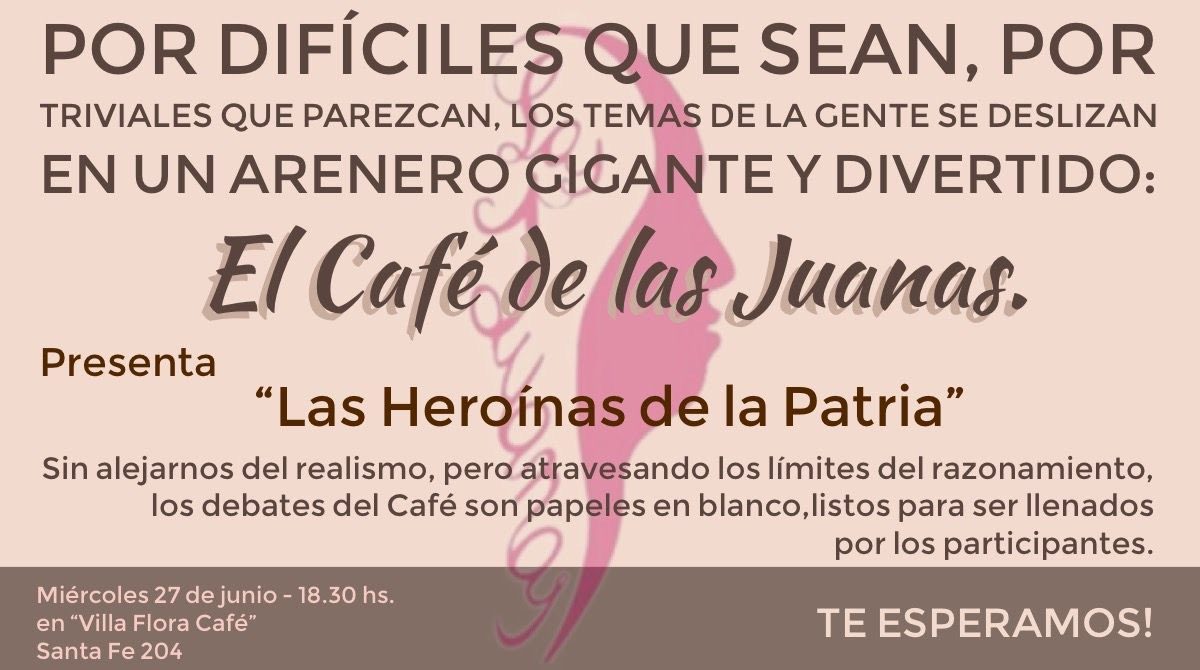 POR DIFÍCILES QUE SEAN, POR
TRIVIALES QUE PAREZCAN, LOS TEMAS DE LA GENTE SE DESLIZAN
EN UN ARENERO GIGANTE Y DIVERTIDO:
El Café de las Juanas.
Presenta
“Las Heroínas de la Patria”
Sin alejarnos del realismo, pero atravesando los límites del razonamiento,
los debates del Café son papeles en blanco,listos para ser llenados
por los participantes.
Miércoles 27 de junio - 18.30 hs.
en “Villa Flora Café”
Santa Fe 204
TE ESPERAMOS!
Las Juanas